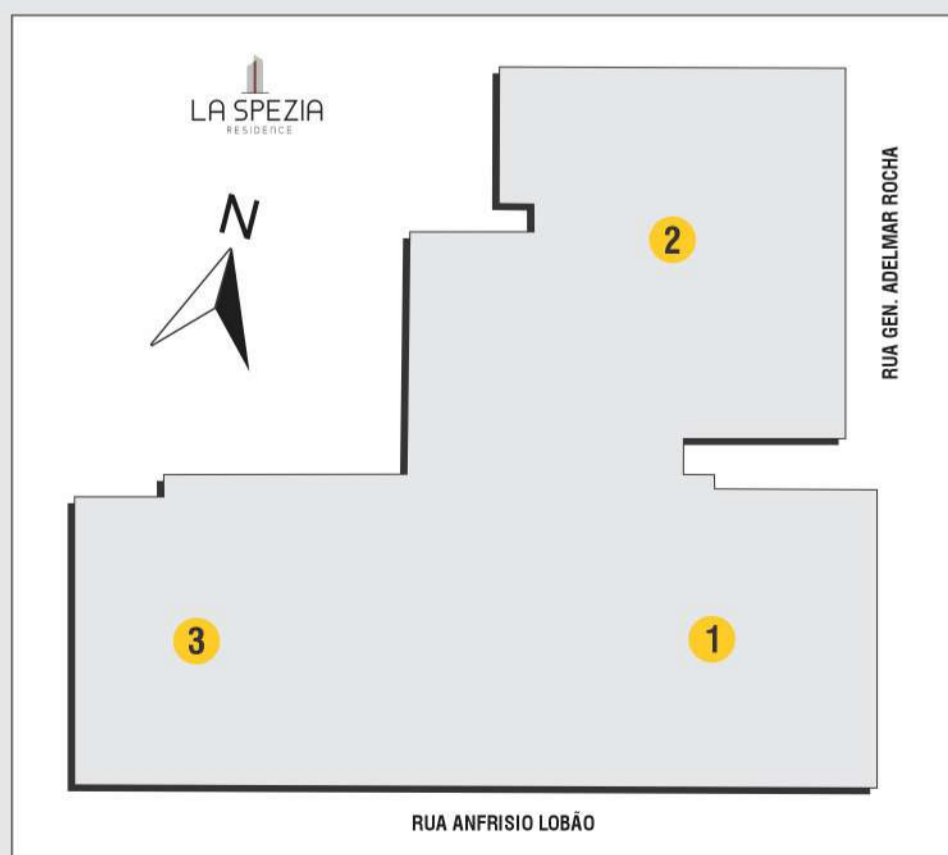 LA SPEZIA
RESIDENCE
N
2
RUA GEN. ADELMAR ROCHA
3
1
RUA ANFRISIO LOBÃO